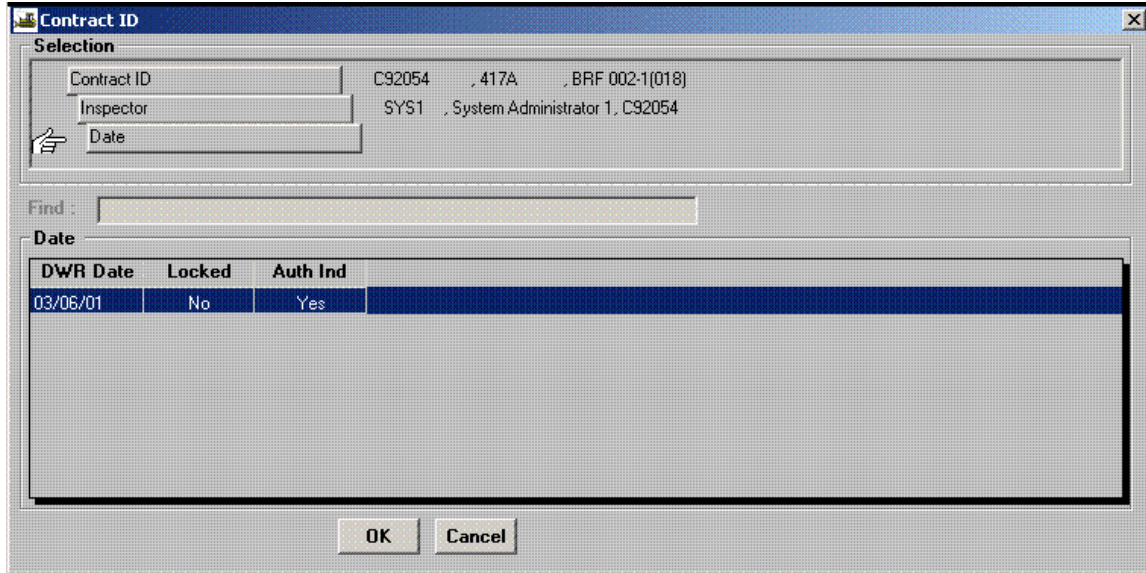 Contract ID
Selection
Contract ID C92054 , 417A , BRF 002-1(018)
Inspector SYS1 , System Administrator 1, C92054
Date
Find :
Date
DWR Date Locked Auth Ind
03/06/01 No Yes
OK Cancel